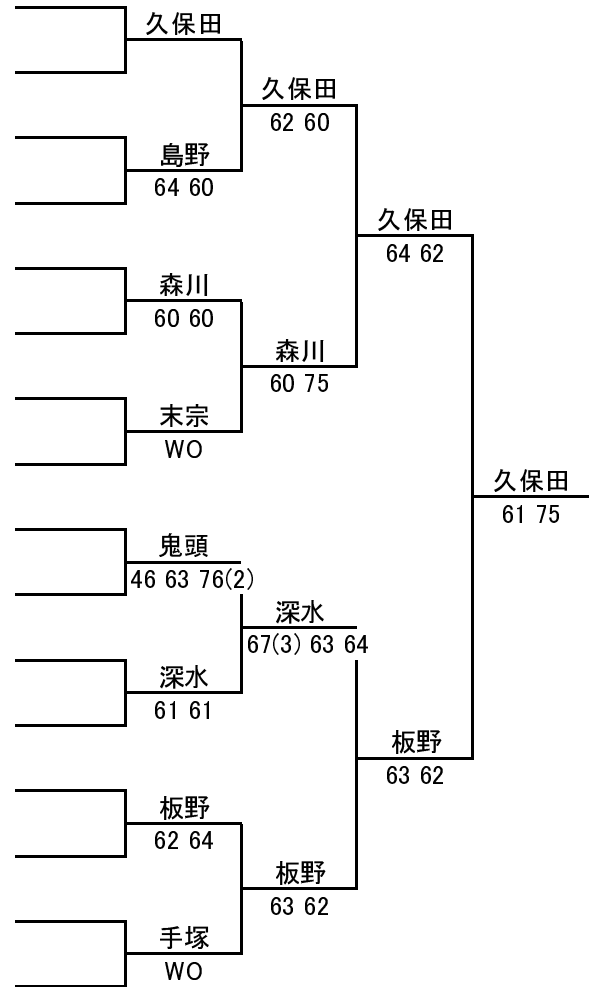 久保田
久保田
62 60
島野
64 60
久保田
64 62
森川
60 60
森川
60 75
末宗
WO
久保田
61 75
鬼頭
46 63 76(2)
深水
67(3) 63 64
深水
61 61
板野
63 62
板野
62 64
板野
63 62
手塚
WO